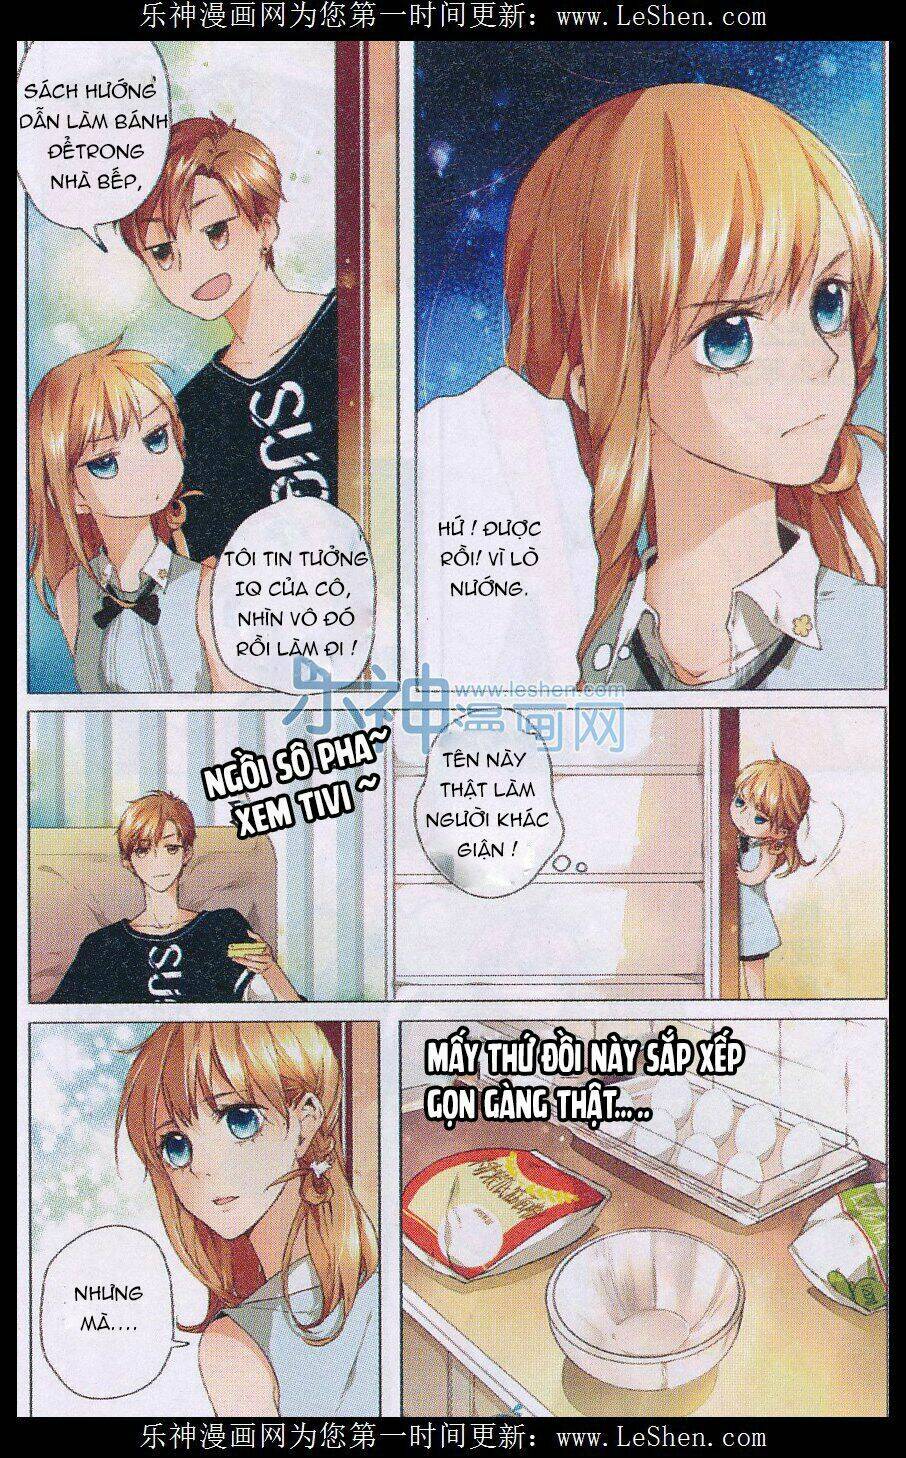 乐神漫画网为您第一时间更新：www.LeShen.com
SÁCH HƯỚNG
DẪN LÀM BÁNH
ĐỂTRONG
NHÀ BẾP,
TÔI TIN TƯỞNG
IQ CỦA CÔ,
NHÌN VÔ ĐÓ
RỒI LÀM ĐI !
HỨ ! ĐƯỢC
RỒI! VÌ LÒ
NƯỚNG.
乐神漫画网
www.leshen.com
NGỒI SÔ PHA~
XEM TIVI ~
TÊN NÀY
THẬT LÀM
NGƯỜI KHÁC
GIẬN !
NHƯNG
MÀ....
MẤY THỨ ĐỒI NÀY SẮP XẾP
GỌN GÀNG THẬT.....
乐神漫画网为您第一时间更新：www.LeShen.com